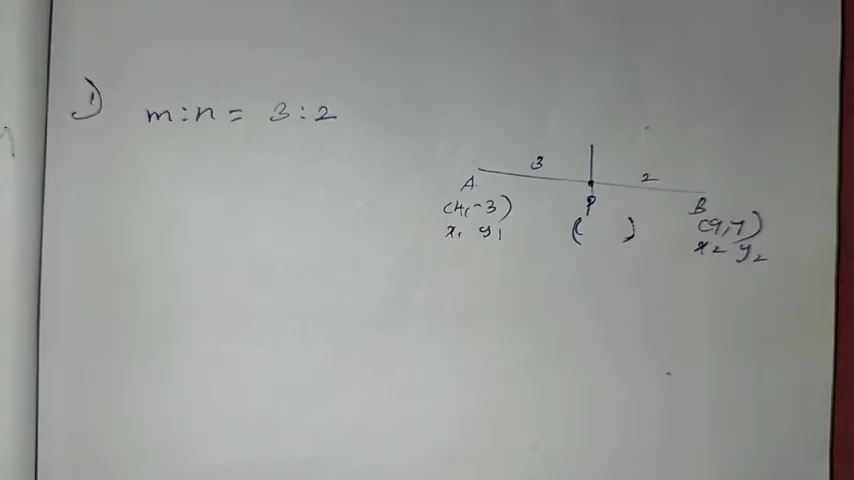 1) m:n = 3:2
3 2
A P B
(4,-3) ( ) (9,7)
x1 y1 x2 y2